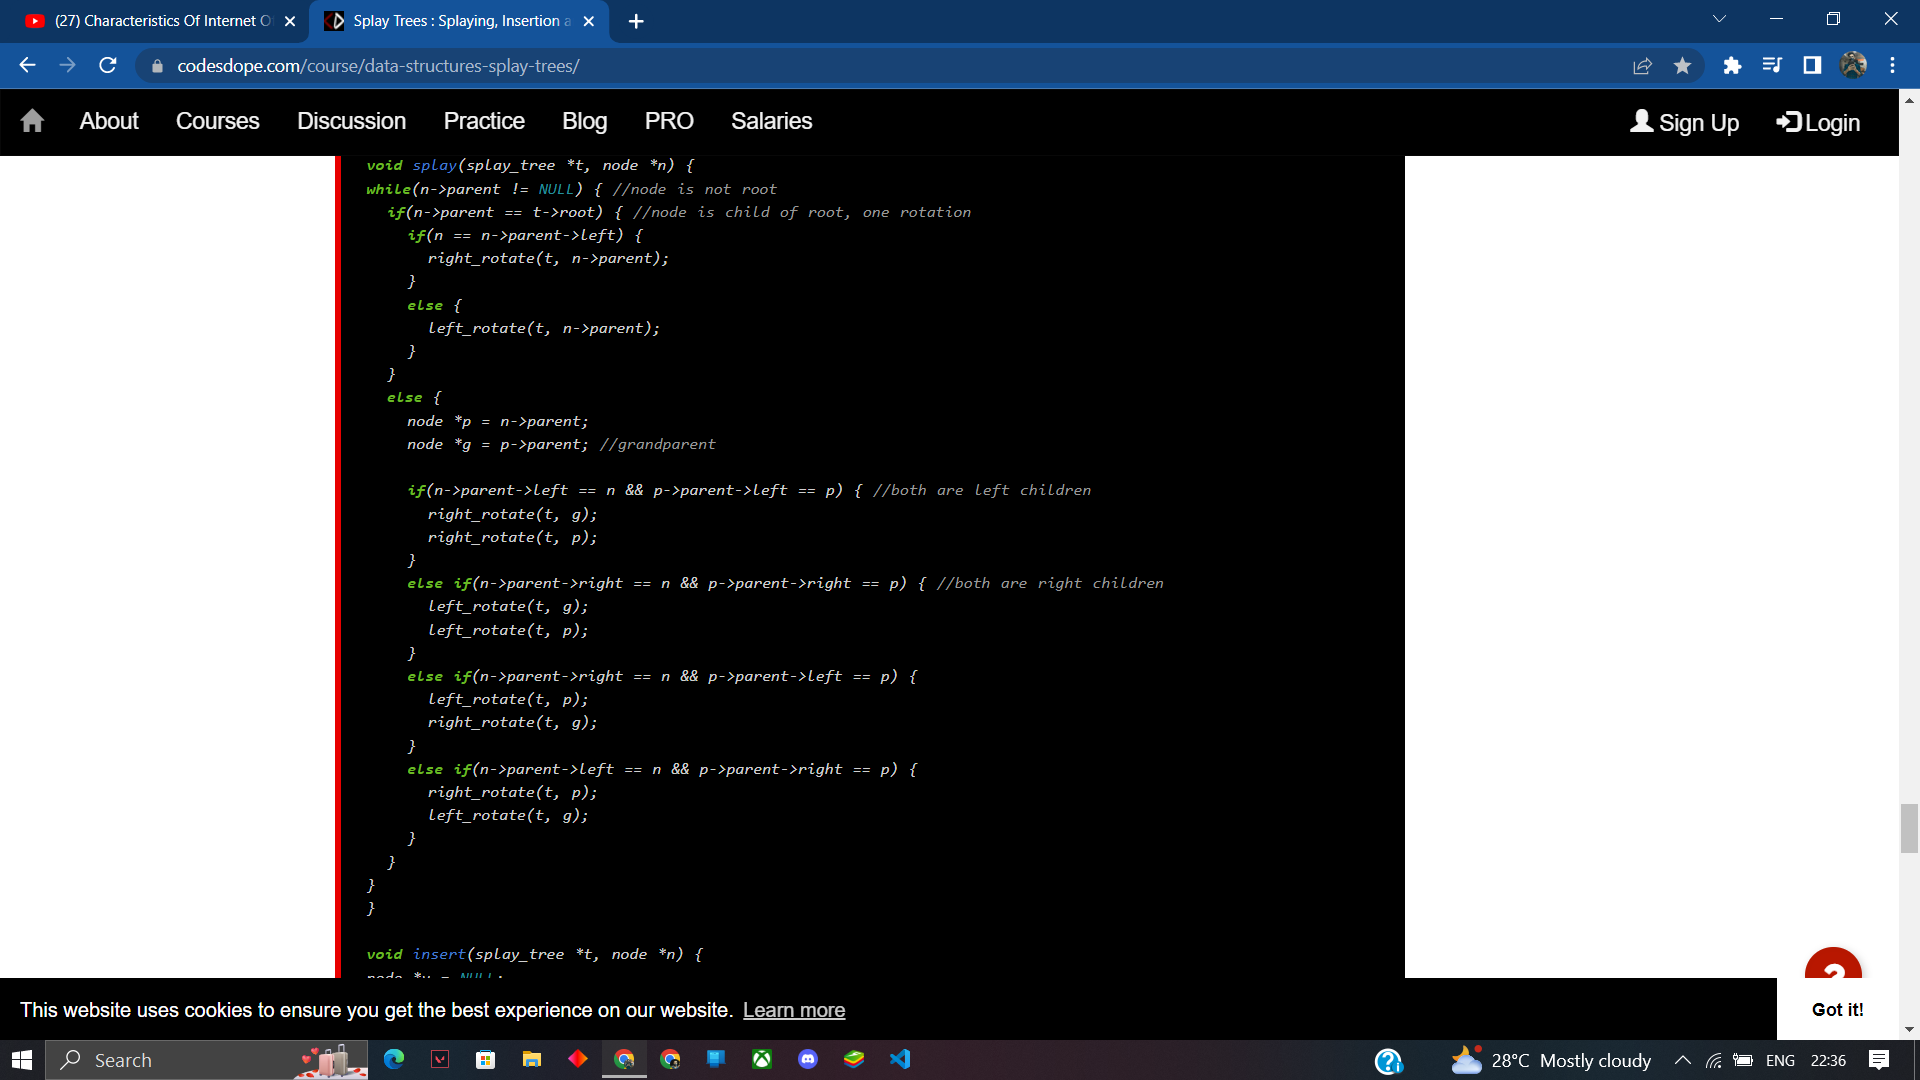 (27) Characteristics Of Internet O
Splay Trees : Splaying, Insertion a
codesdope.com/course/data-structures-splay-trees/
About Courses Discussion Practice Blog PRO Salaries Sign Up Login
void splay(splay_tree *t, node *n) {
while(n->parent != NULL) { //node is not root
if(n->parent == t->root) { //node is child of root, one rotation
if(n == n->parent->left) {
right_rotate(t, n->parent);
}
else {
left_rotate(t, n->parent);
}
}
else {
node *p = n->parent;
node *g = p->parent; //grandparent
if(n->parent->left == n && p->parent->left == p) { //both are left children
right_rotate(t, g);
right_rotate(t, p);
}
else if(n->parent->right == n && p->parent->right == p) { //both are right children
left_rotate(t, g);
left_rotate(t, p);
}
else if(n->parent->right == n && p->parent->left == p) {
left_rotate(t, p);
right_rotate(t, g);
}
else if(n->parent->left == n && p->parent->right == p) {
right_rotate(t, p);
left_rotate(t, g);
}
}
}
}
void insert(splay_tree *t, node *n) {
?
This website uses cookies to ensure you get the best experience on our website. Learn more
Got it!
Search
28°C Mostly cloudy
ENG
22:36